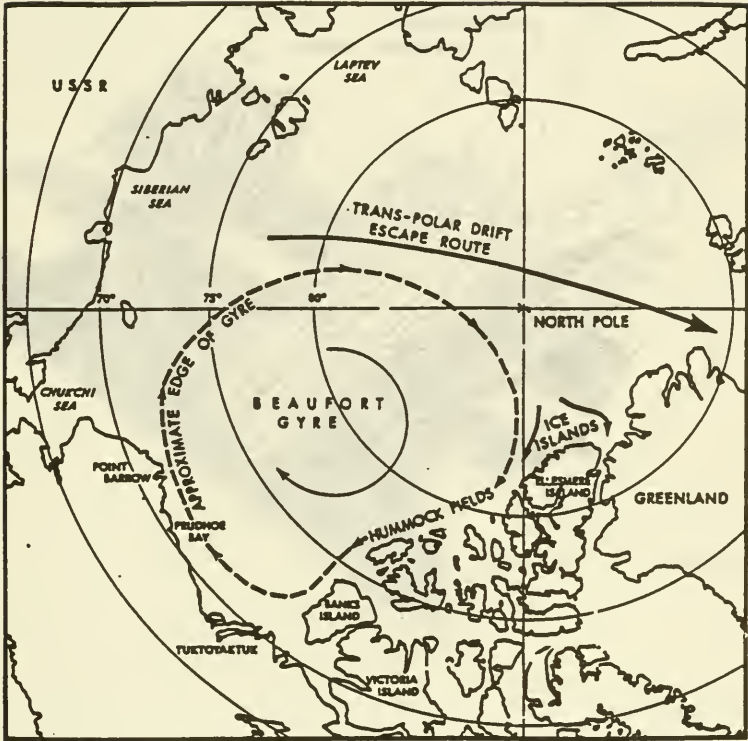 LAPTEV
SEA
USSR
SIBERIAN
SEA
TRANS-POLAR DRIFT
ESCAPE ROUTE
70°
75°
80°
NORTH POLE
APPROXIMATE EDGE OF GYRE
CHUKCHI
SEA
BEAUFORT
GYRE
ICE
ISLANDS
POINT
BARROW
ELLESMERE
ISLAND
GREENLAND
HUMMOCK FIELDS
PRUDHOE
BAY
BANKS
ISLAND
TUKTOYAKTUK
VICTORIA
ISLAND